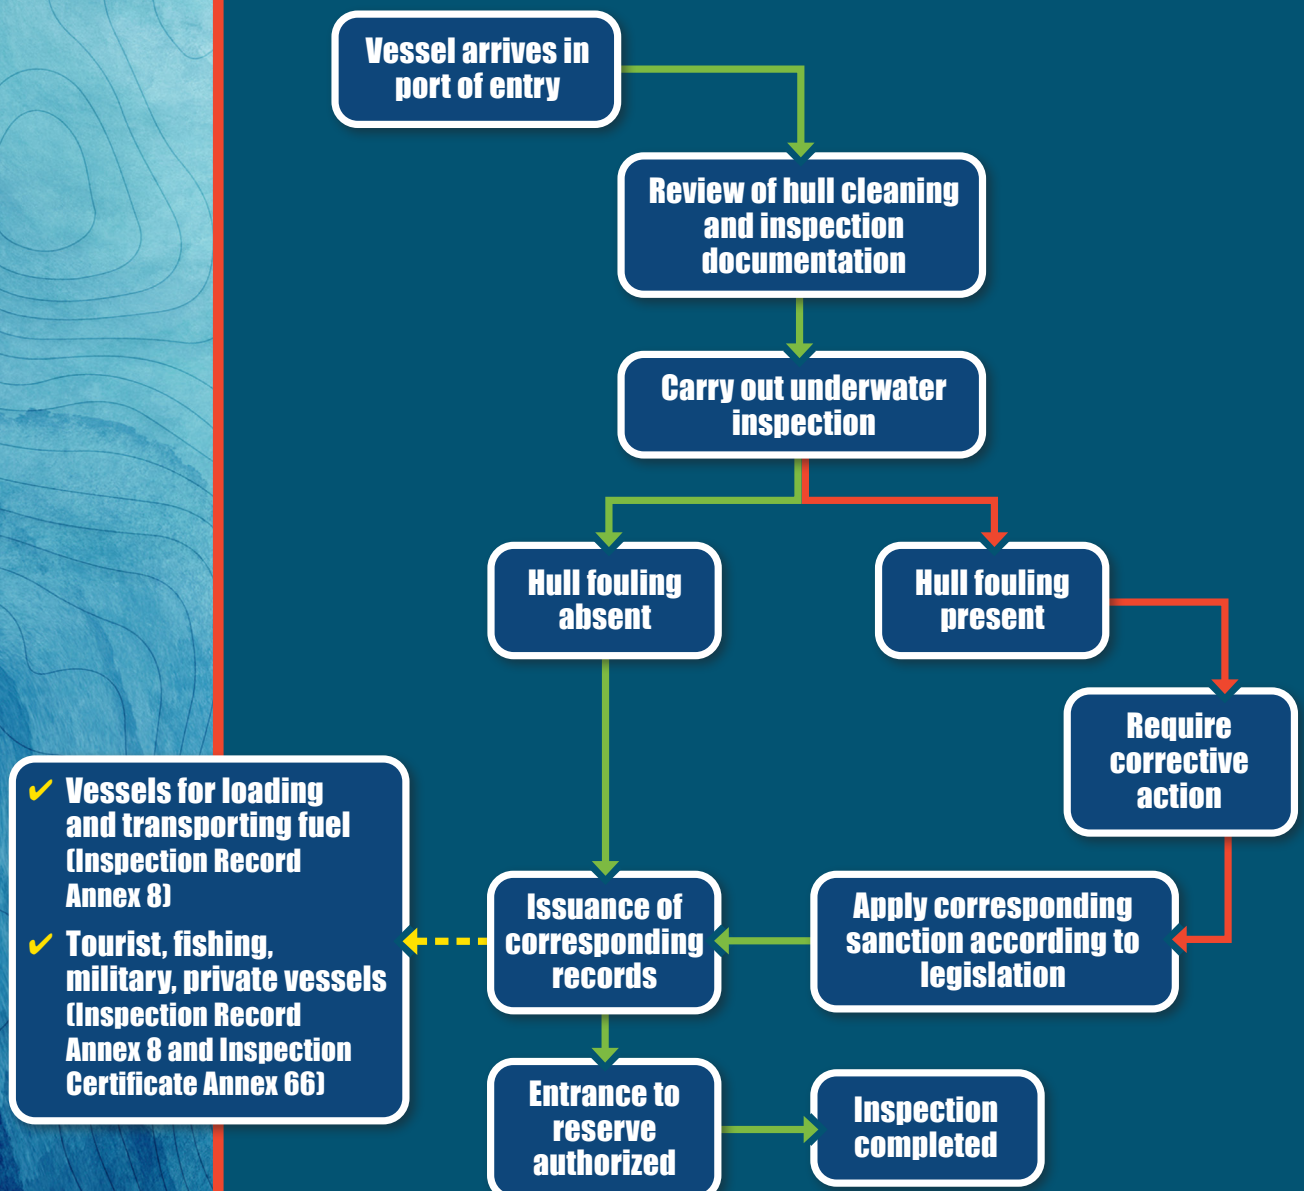 Vessel arrives in
port of entry
Review of hull cleaning
and inspection
documentation
Carry out underwater
inspection
Hull fouling
absent
Hull fouling
present
Require
corrective
action
✔ Vessels for loading
and transporting fuel
(Inspection Record
Annex 8)
✔ Tourist, fishing,
military, private vessels
(Inspection Record
Annex 8 and Inspection
Certificate Annex 66)
Issuance of
corresponding
records
Apply corresponding
sanction according to
legislation
Entrance to
reserve
authorized
Inspection
completed